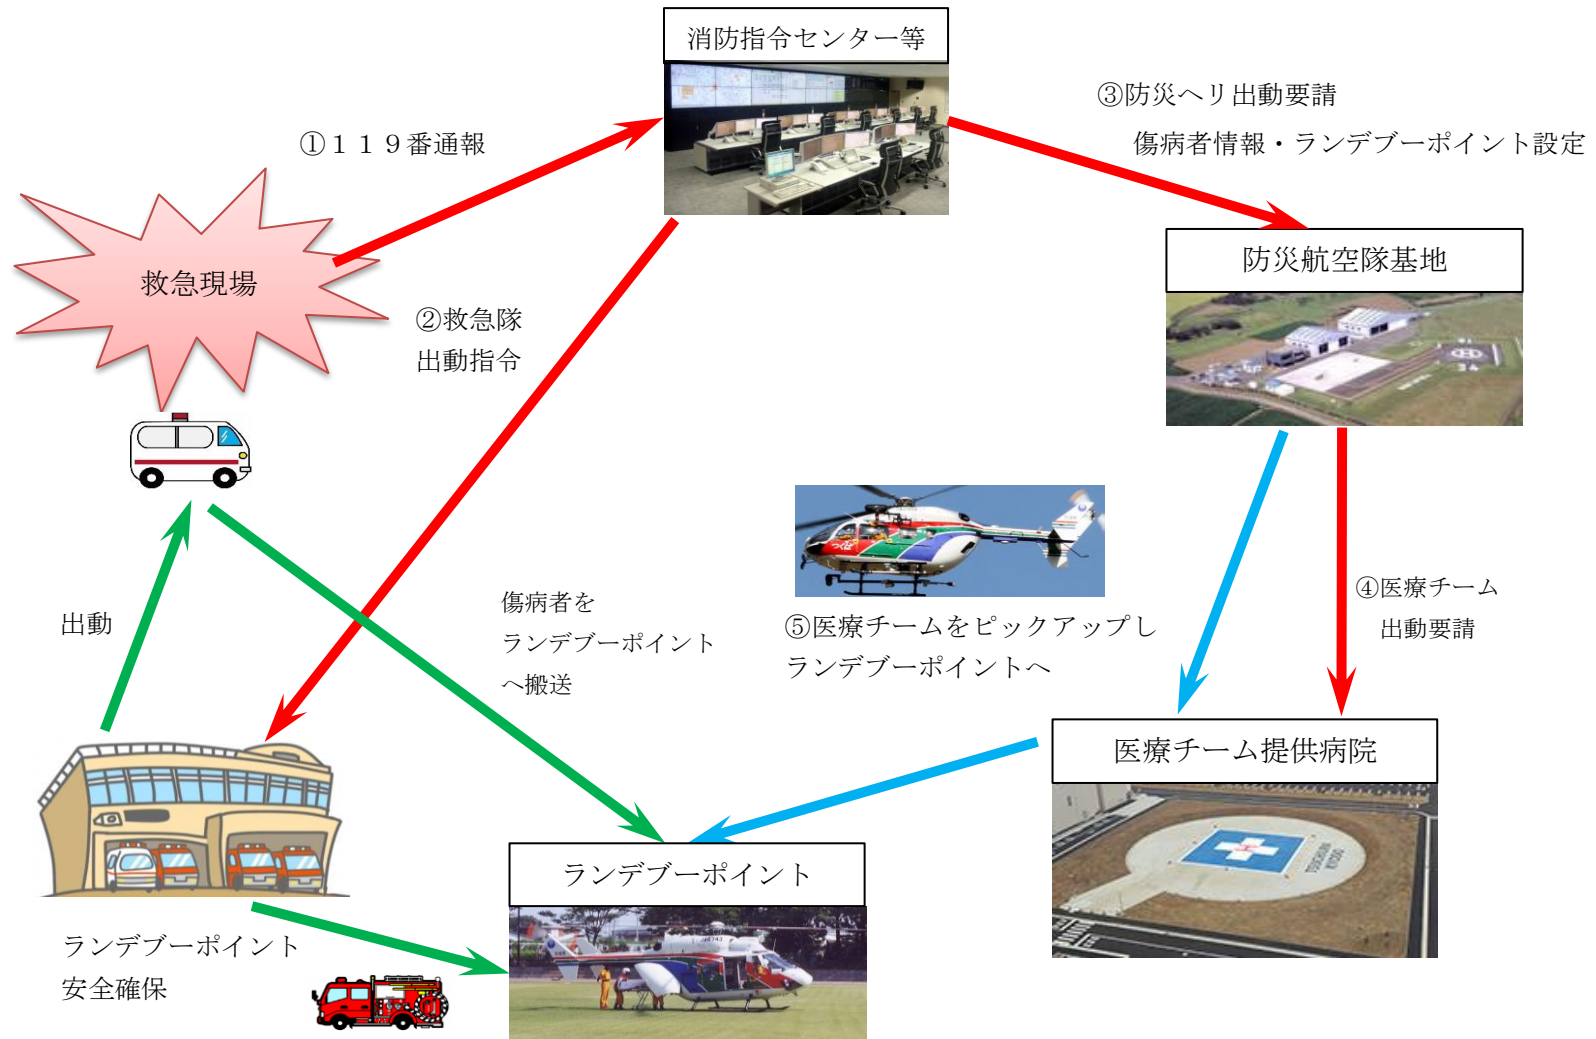 消防指令センター等
①１１９番通報
③防災ヘリ出動要請
傷病者情報・ランデブーポイント設定
救急現場
防災航空隊基地
②救急隊
出動指令
つくば
出動
傷病者を
ランデブーポイント
へ搬送
⑤医療チームをピックアップし
ランデブーポイントへ
④医療チーム
出動要請
医療チーム提供病院
H
TSUCHIURA
KYODO
ランデブーポイント
ランデブーポイント
安全確保